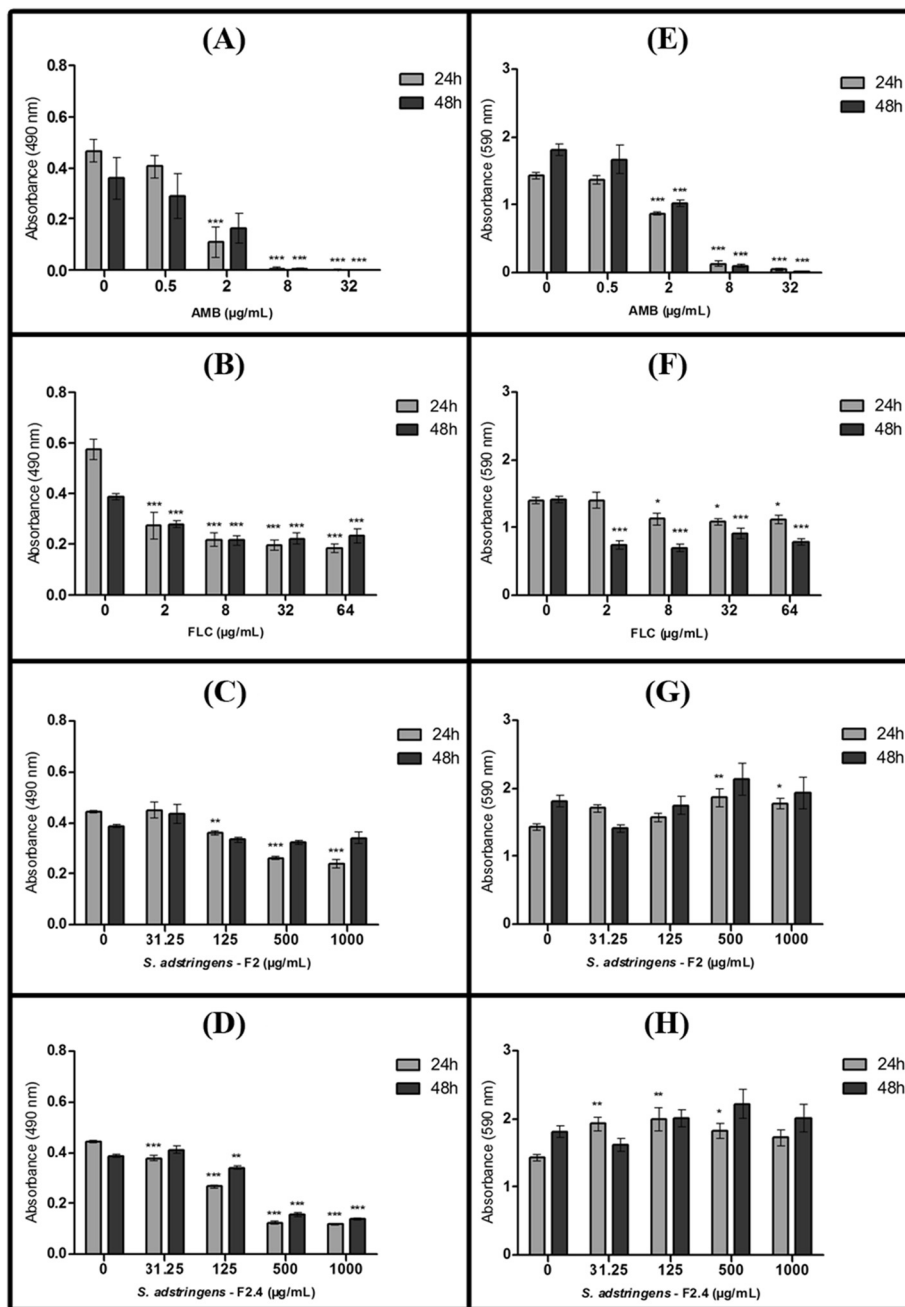 (A)
Absorbance (490 nm)
0.8
0.6
0.4
0.2
0.0
24h
48h
***
*** ***
*** ***
0 0.5 2 8 32
AMB (µg/mL)
(E)
Absorbance (590 nm)
3
2
1
0
24h
48h
*** ***
*** ***
*** ***
0 0.5 2 8 32
AMB (µg/mL)
(B)
Absorbance (490 nm)
0.8
0.6
0.4
0.2
0.0
24h
48h
*** ***
*** ***
*** ***
*** ***
0 2 8 32 64
FLC (µg/mL)
(F)
Absorbance (590 nm)
3
2
1
0
24h
48h
***
* ***
* ***
* ***
0 2 8 32 64
FLC (µg/mL)
(C)
Absorbance (490 nm)
0.8
0.6
0.4
0.2
0.0
24h
48h
**
***
***
0 31.25 125 500 1000
S. adstringens - F2 (µg/mL)
(G)
Absorbance (590 nm)
3
2
1
0
24h
48h
**
*
0 31.25 125 500 1000
S. adstringens - F2 (µg/mL)
(D)
Absorbance (490 nm)
0.8
0.6
0.4
0.2
0.0
24h
48h
***
*** **
*** ***
*** ***
0 31.25 125 500 1000
S. adstringens - F2.4 (µg/mL)
(H)
Absorbance (590 nm)
3
2
1
0
24h
48h
**
**
*
0 31.25 125 500 1000
S. adstringens - F2.4 (µg/mL)